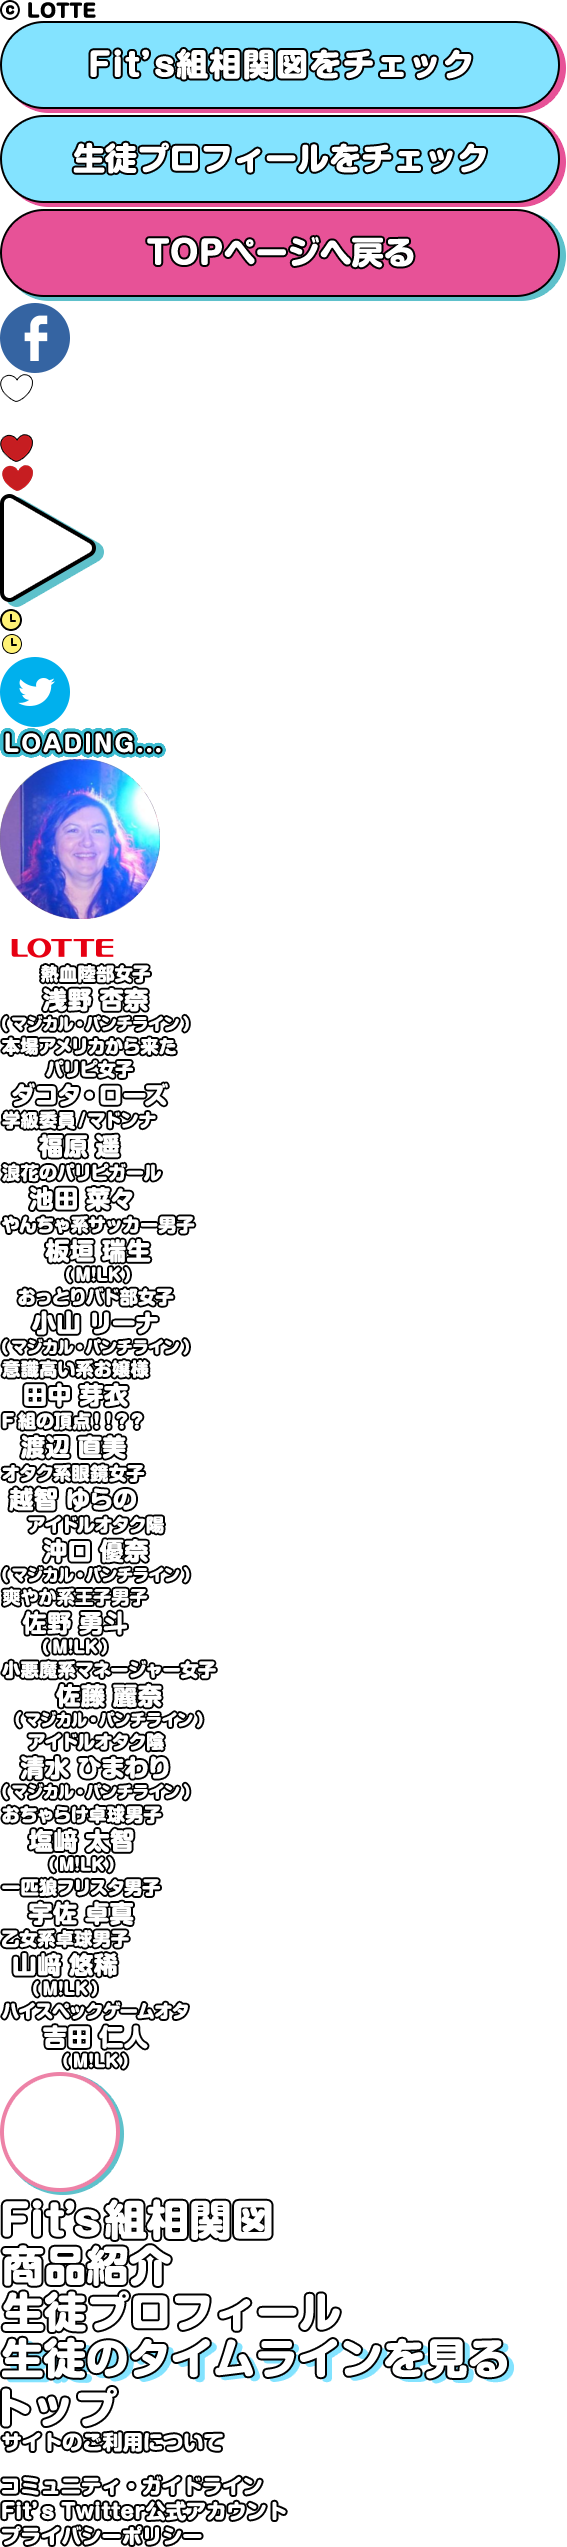 © LOTTE
Fit's組相関図をチェック
生徒プロフィールをチェック
TOPページへ戻る
LOADING...
LOTTE
熱血陸部女子
浅野 杏奈
（マジカル・パンチライン）
本場アメリカから来た
パリピ女子
ダコタ・ローズ
学級委員/マドンナ
福原 遥
浪花のパリピガール
池田 菜々
やんちゃ系サッカー男子
板垣 瑞生
（M!LK）
おっとりバド部女子
小山 リーナ
（マジカル・パンチライン）
意識高い系お嬢様
田中 芽衣
F組の頂点!!??
渡辺 直美
オタク系眼鏡女子
越智 ゆらの
アイドルオタク陽
沖口 優奈
（マジカル・パンチライン）
爽やか系王子男子
佐野 勇斗
（M!LK）
小悪魔系マネージャー女子
佐藤 麗奈
（マジカル・パンチライン）
アイドルオタク陰
清水 ひまわり
（マジカル・パンチライン）
おちゃらけ卓球男子
塩﨑 太智
（M!LK）
一匹狼フリスタ男子
宇佐 卓真
乙女系卓球男子
山﨑 悠稀
（M!LK）
ハイスペックゲームオタ
吉田 仁人
（M!LK）
Fit's組相関図
商品紹介
生徒プロフィール
生徒のタイムラインを見る
トップ
サイトのご利用について
コミュニティ・ガイドライン
Fit's Twitter公式アカウント
プライバシーポリシー